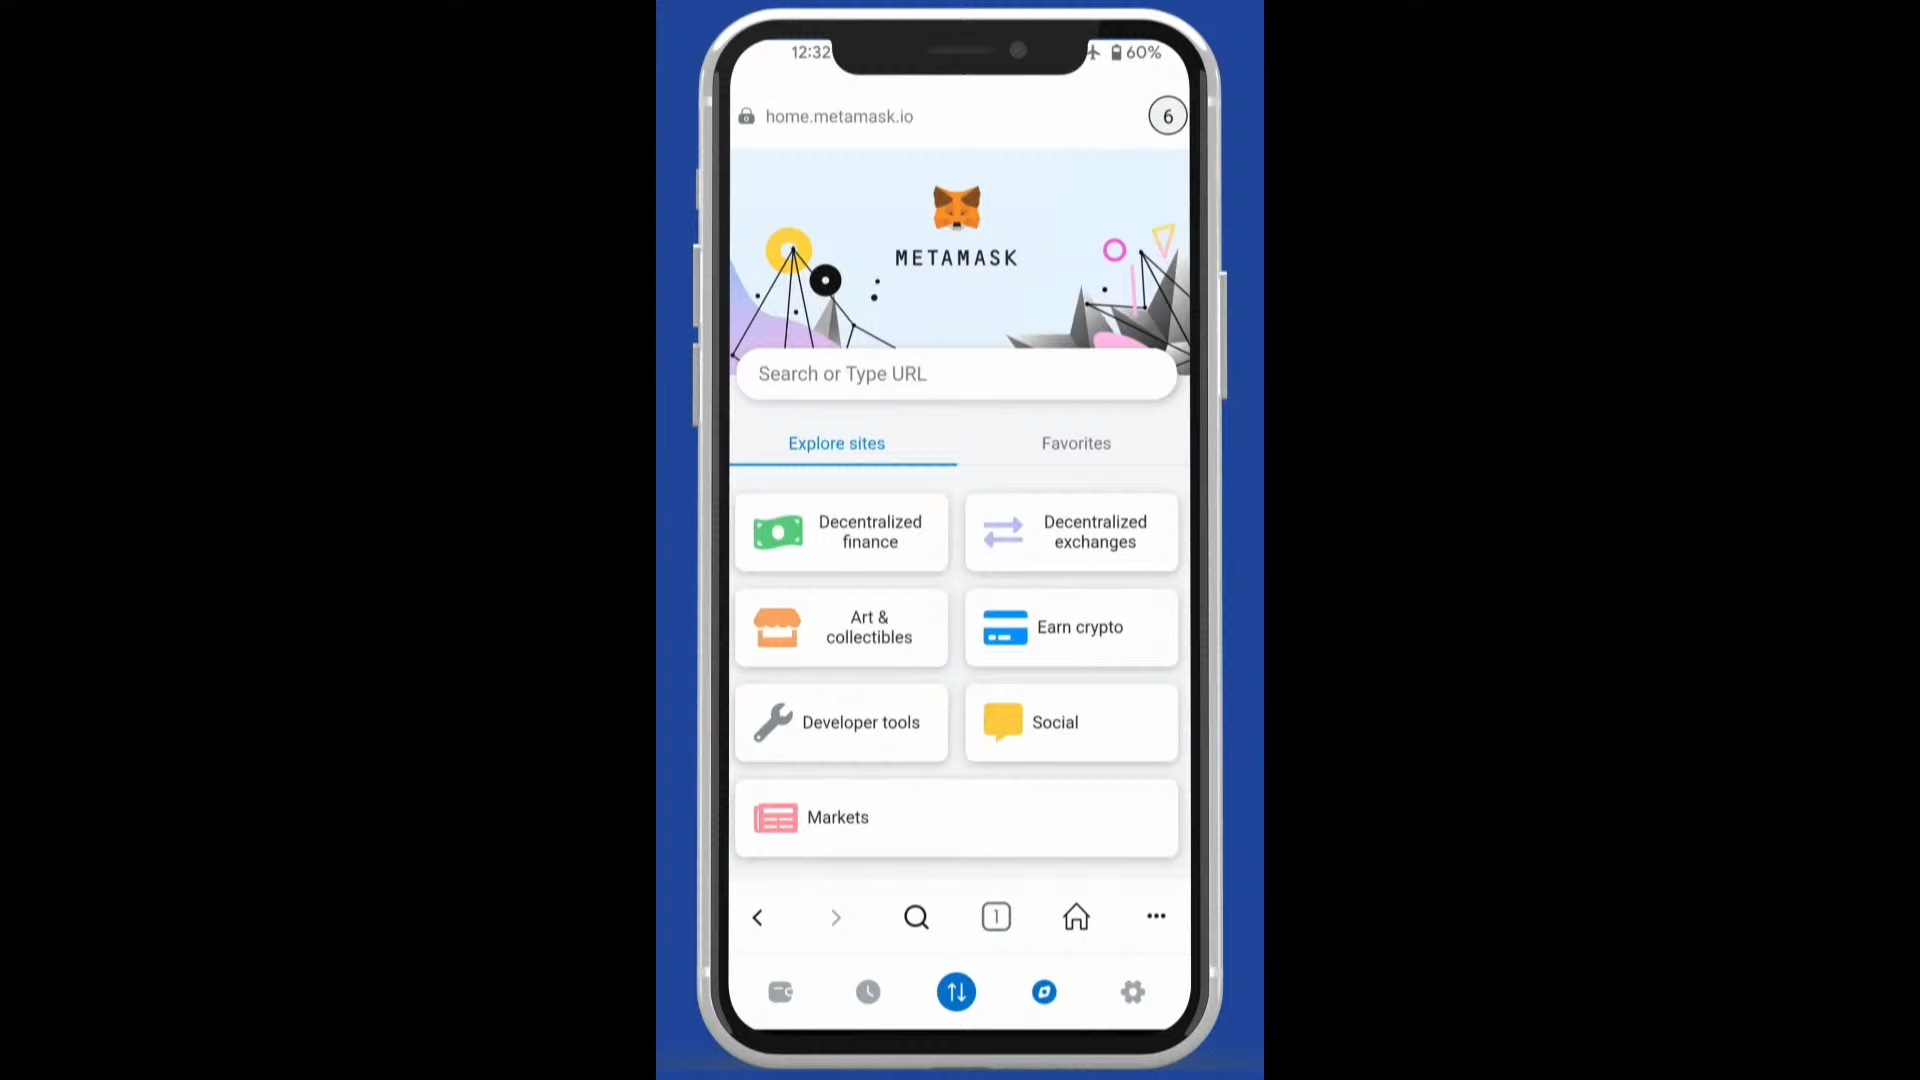 12:32
60%
home.metamask.io
6
METAMASK
Search or Type URL
Explore sites
Favorites
Decentralized
finance
Decentralized
exchanges
Art &
collectibles
Earn crypto
Developer tools
Social
Markets
1